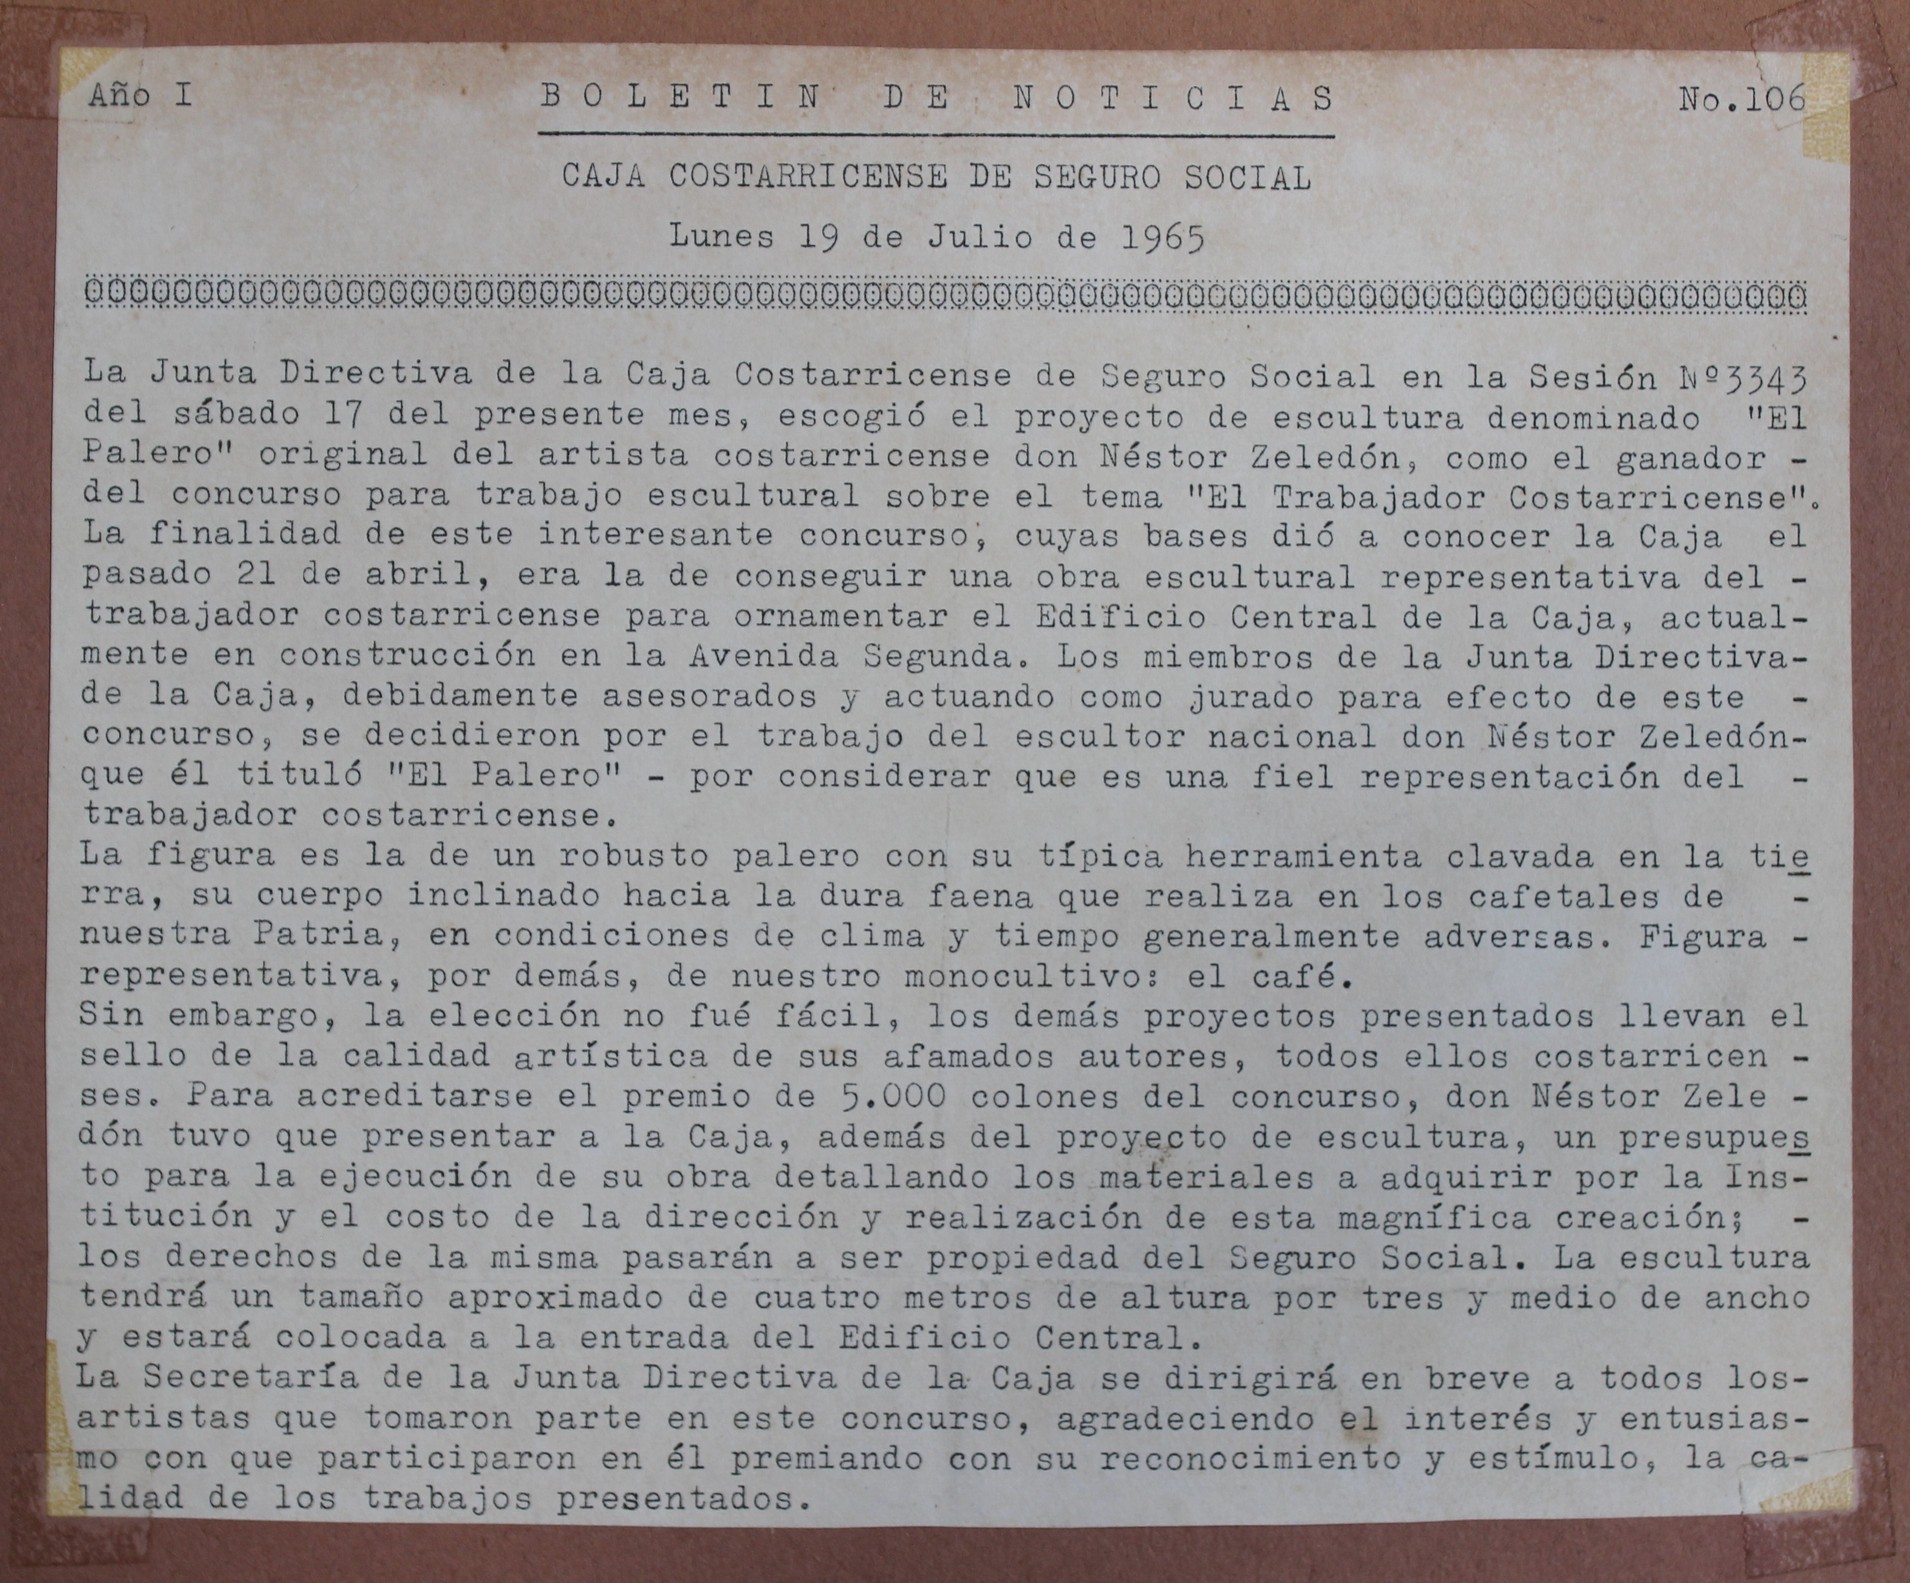 Año I   B O L E T I N   D E   N O T I C I A S   No.106
CAJA COSTARRICENSE DE SEGURO SOCIAL
Lunes 19 de Julio de 1965
La Junta Directiva de la Caja Costarricense de Seguro Social en la Sesión Nº3343
del sábado 17 del presente mes, escogió el proyecto de escultura denominado "El
Palero" original del artista costarricense don Néstor Zeledón, como el ganador -
del concurso para trabajo escultural sobre el tema "El Trabajador Costarricense".
La finalidad de este interesante concurso, cuyas bases dió a conocer la Caja el
pasado 21 de abril, era la de conseguir una obra escultural representativa del -
trabajador costarricense para ornamentar el Edificio Central de la Caja, actual-
mente en construcción en la Avenida Segunda. Los miembros de la Junta Directiva-
de la Caja, debidamente asesorados y actuando como jurado para efecto de este -
concurso, se decidieron por el trabajo del escultor nacional don Néstor Zeledón-
que él tituló "El Palero" - por considerar que es una fiel representación del -
trabajador costarricense.
La figura es la de un robusto palero con su típica herramienta clavada en la tie
rra, su cuerpo inclinado hacia la dura faena que realiza en los cafetales de -
nuestra Patria, en condiciones de clima y tiempo generalmente adversas. Figura -
representativa, por demás, de nuestro monocultivo: el café.
Sin embargo, la elección no fué fácil, los demás proyectos presentados llevan el
sello de la calidad artística de sus afamados autores, todos ellos costarricen -
ses. Para acreditarse el premio de 5.000 colones del concurso, don Néstor Zele -
dón tuvo que presentar a la Caja, además del proyecto de escultura, un presupues
to para la ejecución de su obra detallando los materiales a adquirir por la Ins-
titución y el costo de la dirección y realización de esta magnífica creación; -
los derechos de la misma pasarán a ser propiedad del Seguro Social. La escultura
tendrá un tamaño aproximado de cuatro metros de altura por tres y medio de ancho
y estará colocada a la entrada del Edificio Central.
La Secretaría de la Junta Directiva de la Caja se dirigirá en breve a todos los-
artistas que tomaron parte en este concurso, agradeciendo el interés y entusias-
mo con que participaron en él premiando con su reconocimiento y estímulo, la ca-
lidad de los trabajos presentados.